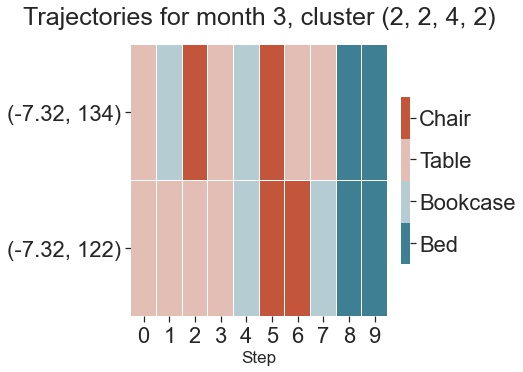 Trajectories for month 3, cluster (2, 2, 4, 2)
(-7.32, 134)
(-7.32, 122)
Chair
Table
Bookcase
Bed
0 1 2 3 4 5 6 7 8 9
Step